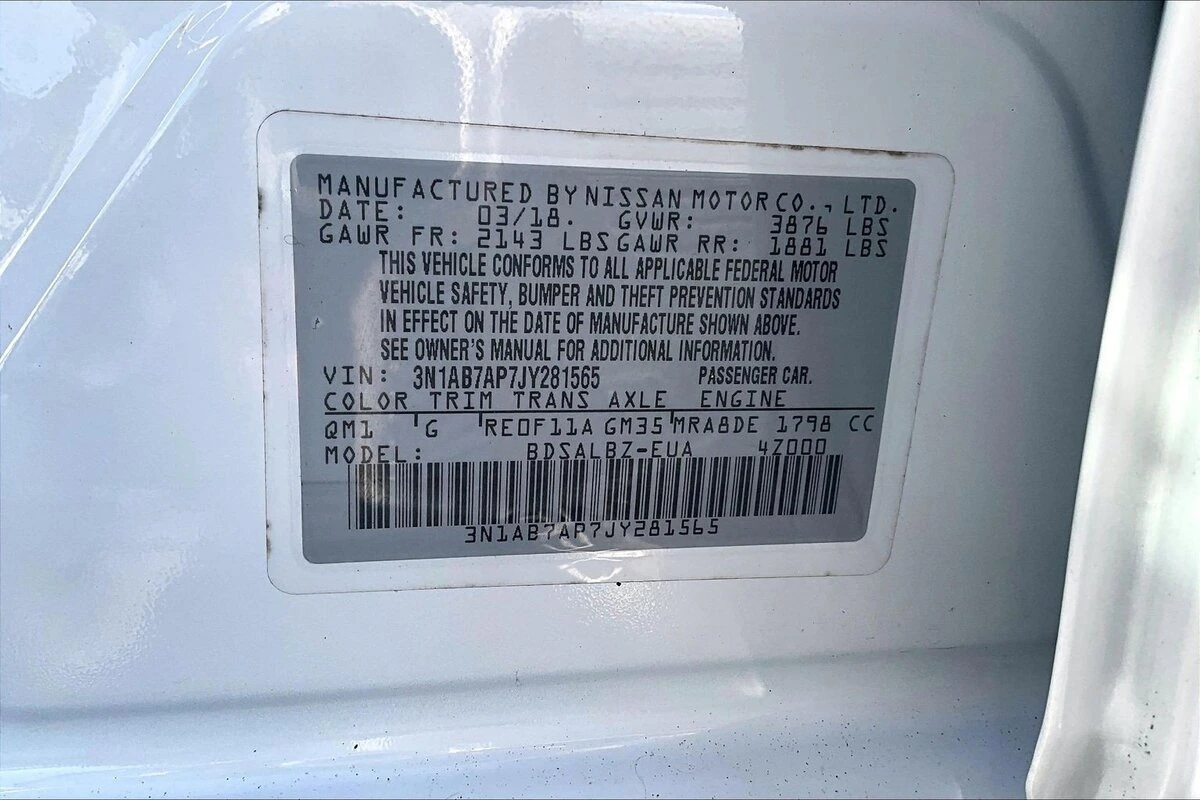 MANUFACTURED BY NISSAN MOTOR CO., LTD.
DATE: 03/18. GVWR: 3876 LBS
GAWR FR: 2143 LBS GAWR RR: 1881 LBS
THIS VEHICLE CONFORMS TO ALL APPLICABLE FEDERAL MOTOR
VEHICLE SAFETY, BUMPER AND THEFT PREVENTION STANDARDS
IN EFFECT ON THE DATE OF MANUFACTURE SHOWN ABOVE.
SEE OWNER'S MANUAL FOR ADDITIONAL INFORMATION.
VIN: 3N1AB7AP7JY281565 PASSENGER CAR.
COLOR TRIM TRANS AXLE ENGINE
QM1 G RE0F11A GM35 MRA8DE 1798 CC
MODEL: BDSALBZ-EUA 4Z000
3N1AB7AP7JY281565